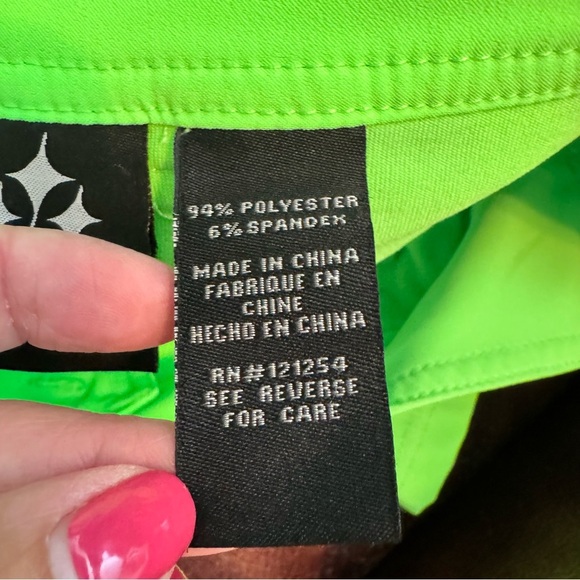 94% POLYESTER
6% SPANDEX
MADE IN CHINA
FABRIQUE EN
CHINE
HECHO EN CHINA
RN#121254
SEE REVERSE
FOR CARE